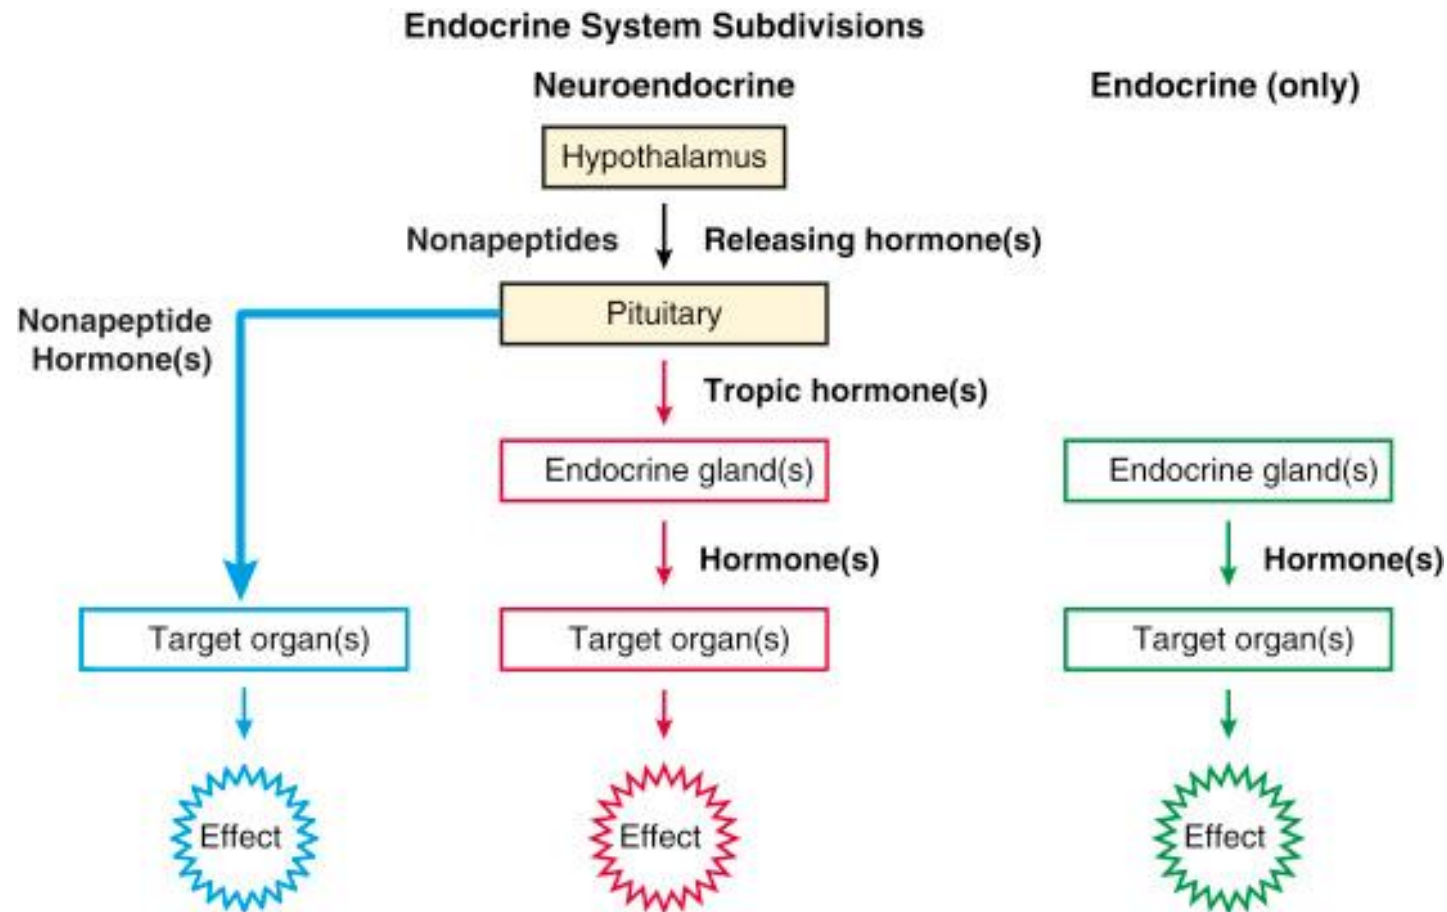 Endocrine System Subdivisions
Neuroendocrine
Endocrine (only)
Hypothalamus
Nonapeptides
Releasing hormone(s)
Pituitary
Nonapeptide
Hormone(s)
Tropic hormone(s)
Endocrine gland(s)
Endocrine gland(s)
Hormone(s)
Hormone(s)
Target organ(s)
Target organ(s)
Target organ(s)
Effect
Effect
Effect